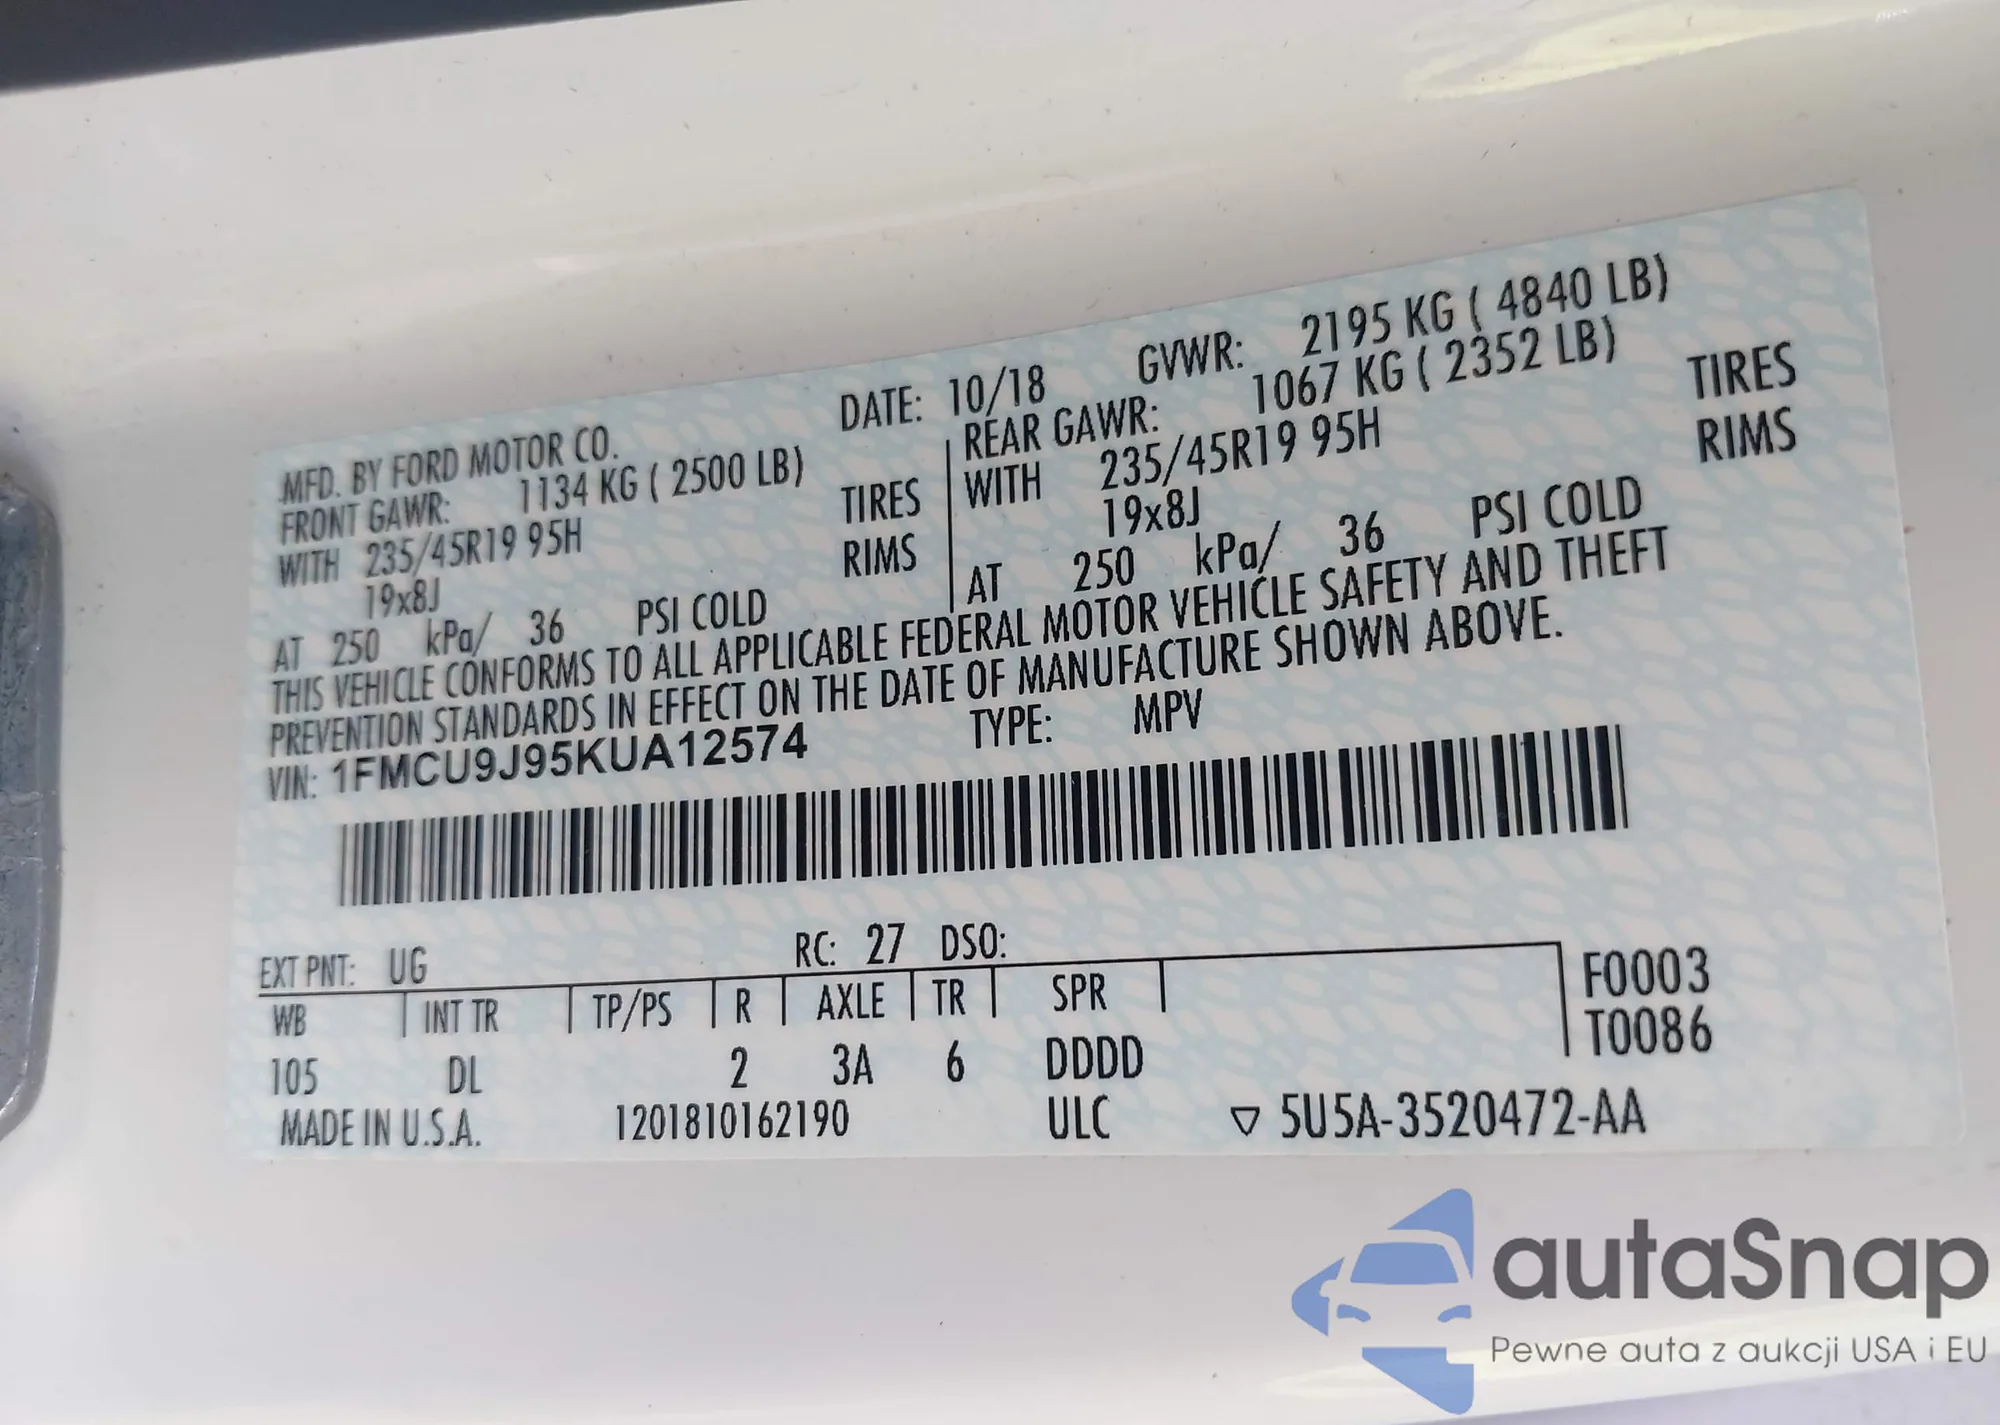 MFD. BY FORD MOTOR CO. DATE: 10/18 GVWR: 2195 KG ( 4840 LB)
FRONT GAWR: 1134 KG ( 2500 LB) REAR GAWR: 1067 KG ( 2352 LB)
WITH 235/45R19 95H TIRES WITH 235/45R19 95H TIRES
19x8J RIMS 19x8J RIMS
AT 250 kPa/ 36 PSI COLD AT 250 kPa/ 36 PSI COLD
THIS VEHICLE CONFORMS TO ALL APPLICABLE FEDERAL MOTOR VEHICLE SAFETY AND THEFT
PREVENTION STANDARDS IN EFFECT ON THE DATE OF MANUFACTURE SHOWN ABOVE.
VIN: 1FMCU9J95KUA12574 TYPE: MPV
EXT PNT: UG RC: 27 DSO:
WB INT TR TP/PS R AXLE TR SPR F0003
105 DL 2 3A 6 DDDD T0086
MADE IN U.S.A. 1201810162190 ULC ▽ 5U5A-3520472-AA
autaSnap
Pewne auta z aukcji USA i EU